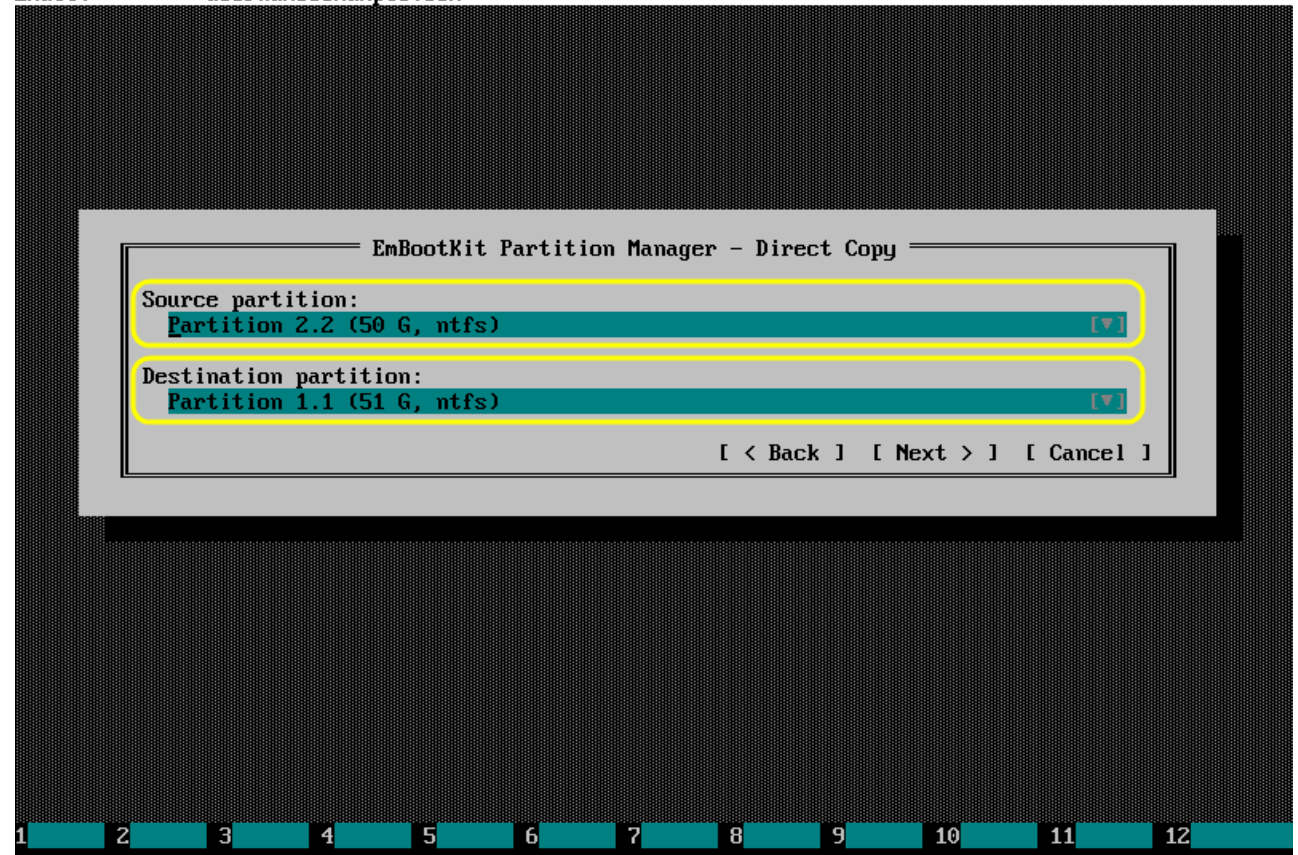 EmBootKit Partition Manager - Direct Copy
Source partition:
Partition 2.2 (50 G, ntfs) [▼]
Destination partition:
Partition 1.1 (51 G, ntfs) [▼]
[ < Back ] [ Next > ] [ Cancel ]
1 2 3 4 5 6 7 8 9 10 11 12